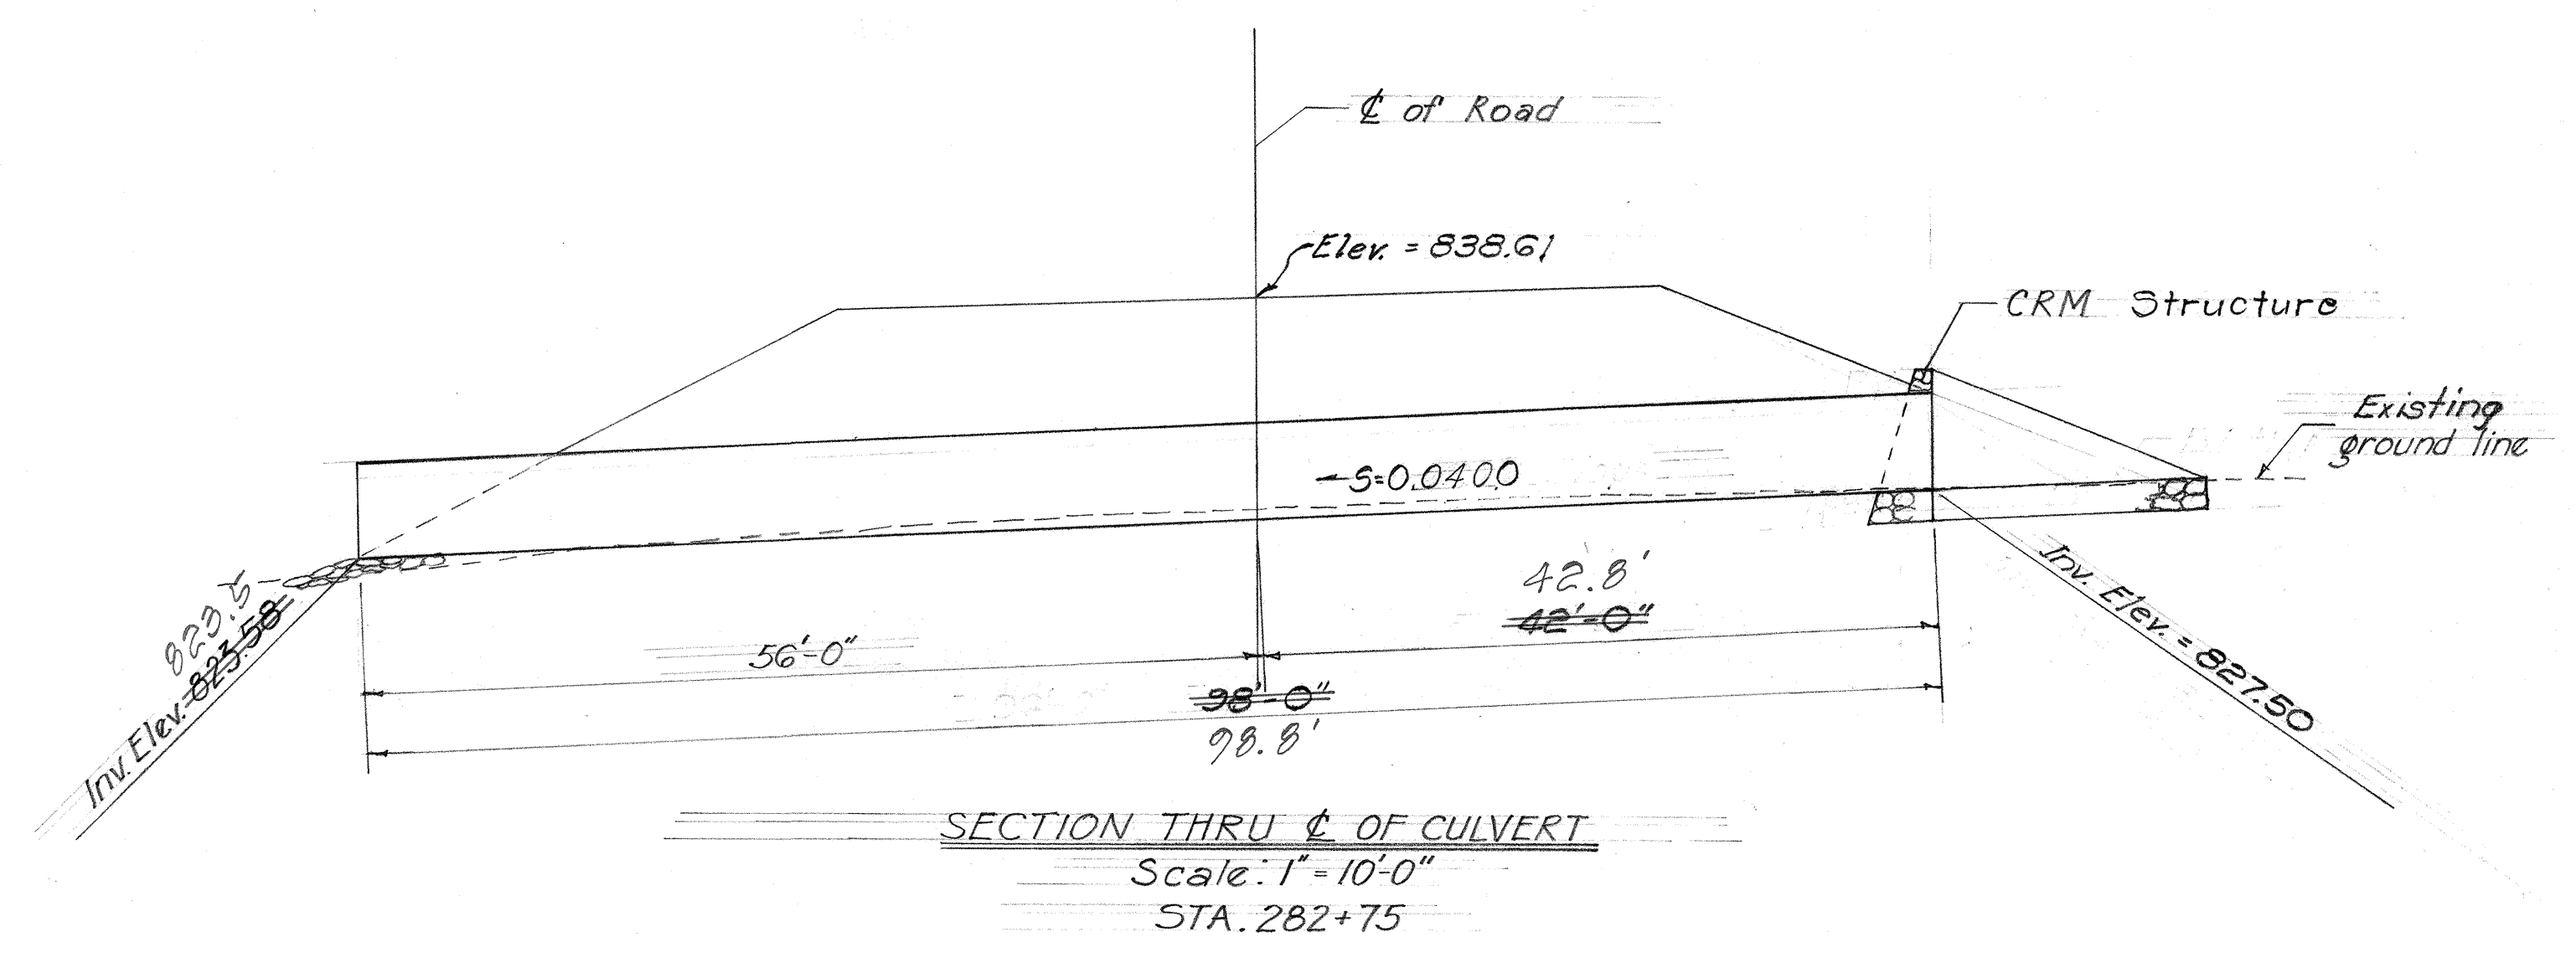 ℄ of Road
Elev. = 838.61
CRM Structure
Existing
ground line
S=0.0400
823.5
Inv. Elev. 823.58
42.8'
42'-0"
56'-0"
98'-0"
98.8'
Inv. Elev. = 827.50
SECTION THRU ℄ OF CULVERT
Scale: 1" = 10'-0"
STA. 282+75